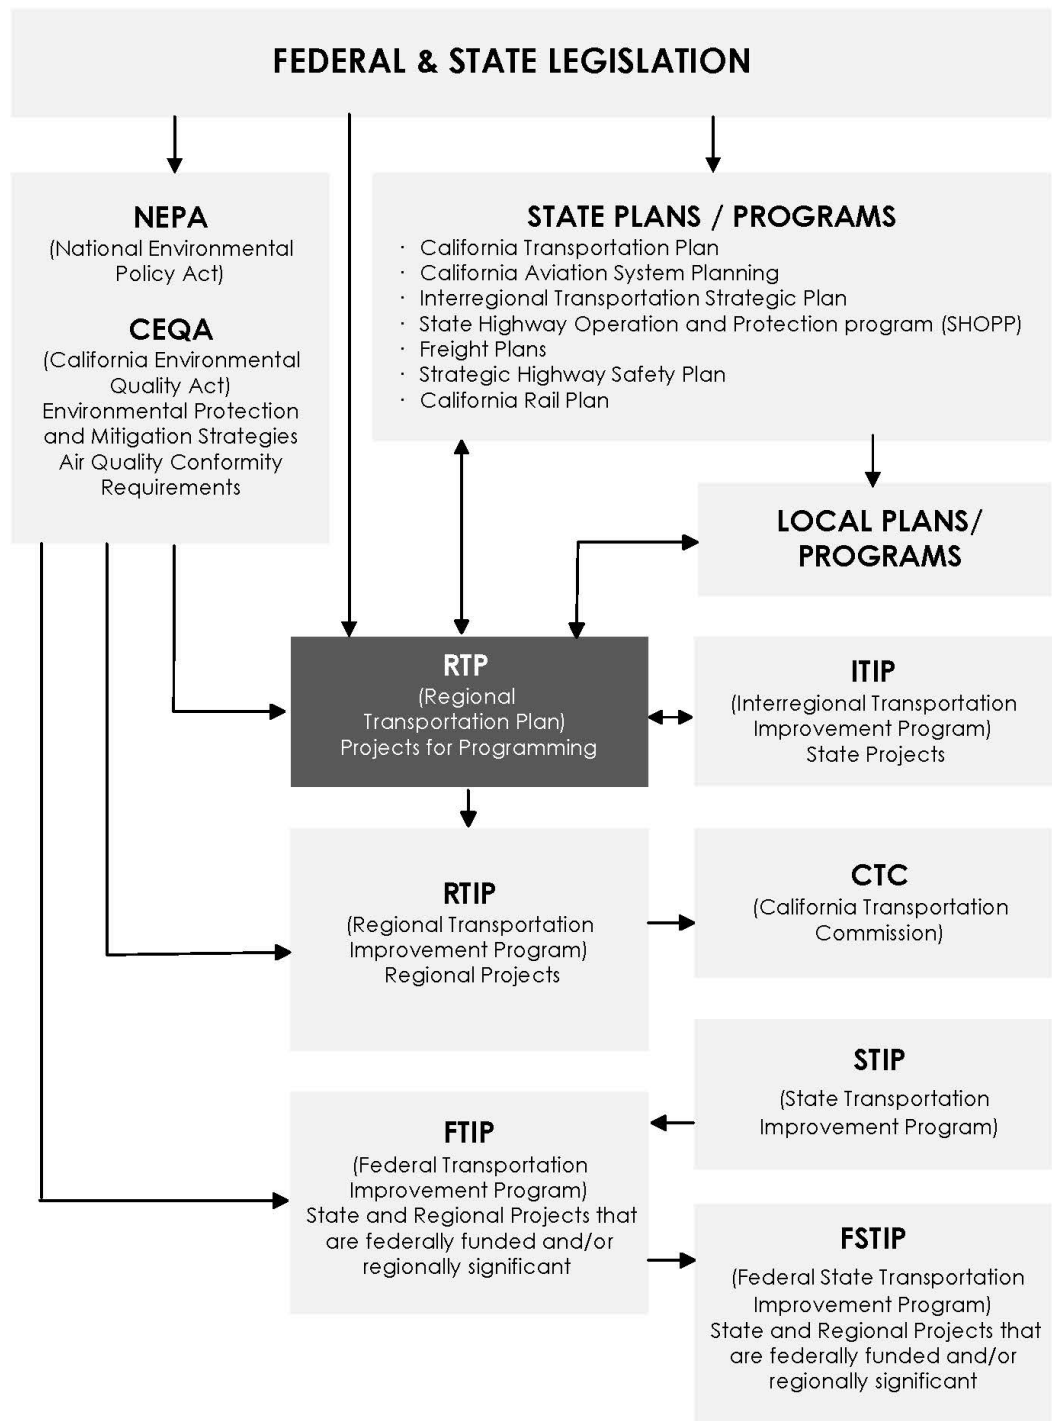 FEDERAL & STATE LEGISLATION
NEPA
(National Environmental
Policy Act)
CEQA
(California Environmental
Quality Act)
Environmental Protection
and Mitigation Strategies
Air Quality Conformity
Requirements
STATE PLANS / PROGRAMS
· California Transportation Plan
· California Aviation System Planning
· Interregional Transportation Strategic Plan
· State Highway Operation and Protection program (SHOPP)
· Freight Plans
· Strategic Highway Safety Plan
· California Rail Plan
LOCAL PLANS/
PROGRAMS
RTP
(Regional
Transportation Plan)
Projects for Programming
ITIP
(Interregional Transportation
Improvement Program)
State Projects
RTIP
(Regional Transportation
Improvement Program)
Regional Projects
CTC
(California Transportation
Commission)
STIP
(State Transportation
Improvement Program)
FTIP
(Federal Transportation
Improvement Program)
State and Regional Projects that
are federally funded and/or
regionally significant
FSTIP
(Federal State Transportation
Improvement Program)
State and Regional Projects that
are federally funded and/or
regionally significant